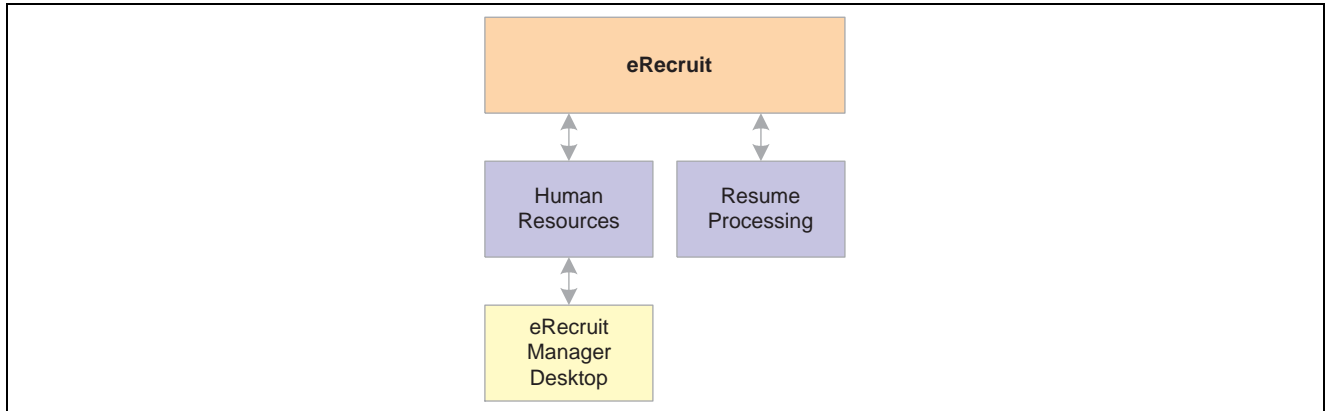 eRecruit
Human
Resources
Resume
Processing
eRecruit
Manager
Desktop